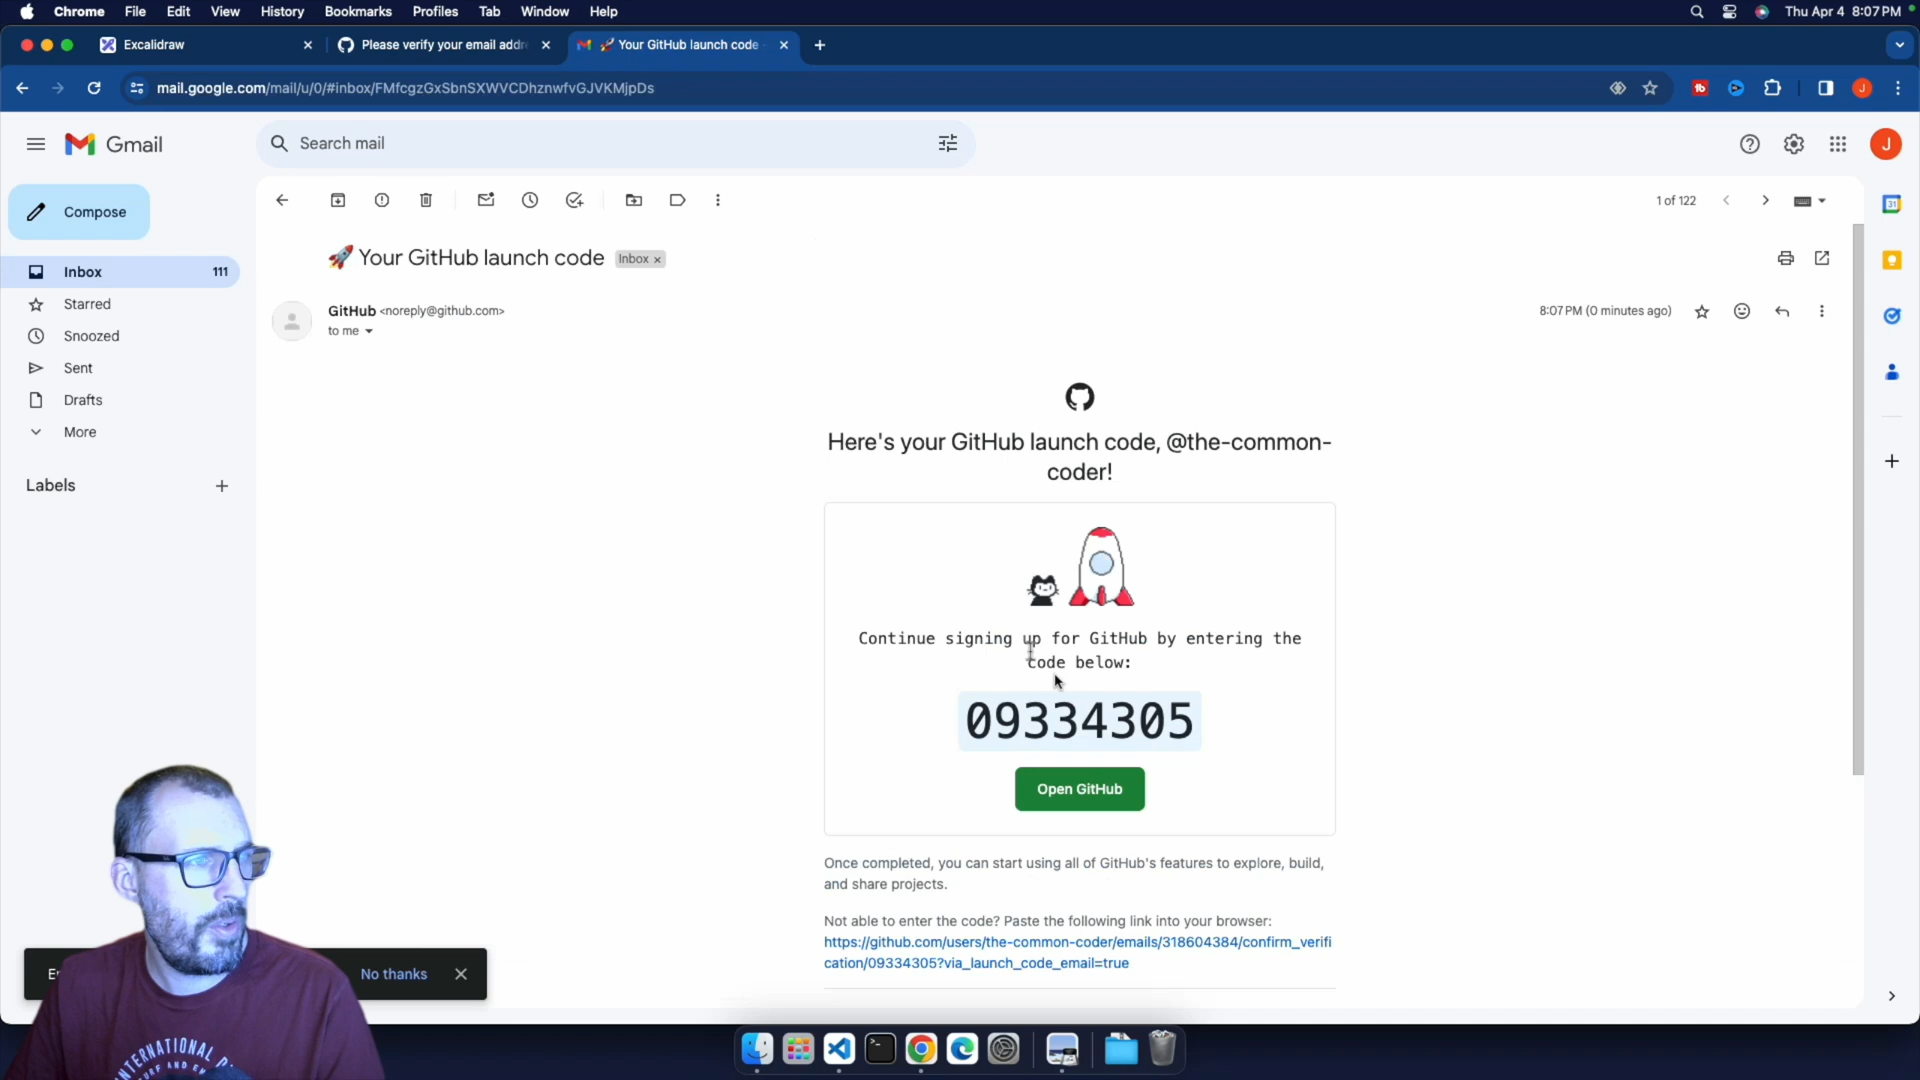 Chrome File Edit View History Bookmarks Profiles Tab Window Help Thu Apr 4 8:07 PM
Excalidraw
Please verify your email addr
🚀 Your GitHub launch code -
mail.google.com/mail/u/0/#inbox/FMfcgzGxSbnSXWVCDhznwfvGJVKMjpDs
J
Gmail
Search mail
J
Compose
1 of 122
31
🚀 Your GitHub launch code
Inbox x
Inbox 111
Starred
Snoozed
Sent
Drafts
More
Labels
GitHub <noreply@github.com>
8:07 PM (0 minutes ago)
to me
Here's your GitHub launch code, @the-common-
coder!
Continue signing up for GitHub by entering the
code below:
09334305
Open GitHub
Once completed, you can start using all of GitHub's features to explore, build,
and share projects.
Not able to enter the code? Paste the following link into your browser:
https://github.com/users/the-common-coder/emails/318604384/confirm_verifi
cation/09334305?via_launch_code_email=true
No thanks